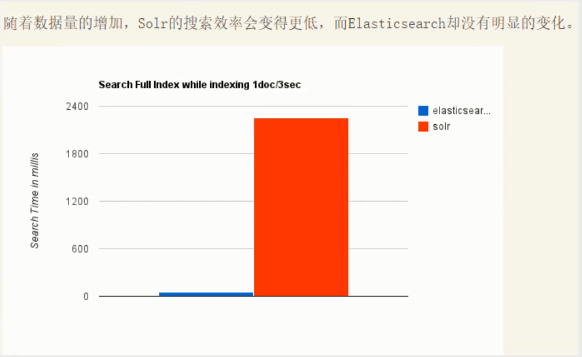 随着数据量的增加，Solr的搜索效率会变得更低，而Elasticsearch却没有明显的变化。
Search Full Index while indexing 1doc/3sec
2400
1800
1200
600
0
Search Time in millis
elasticsear...
solr